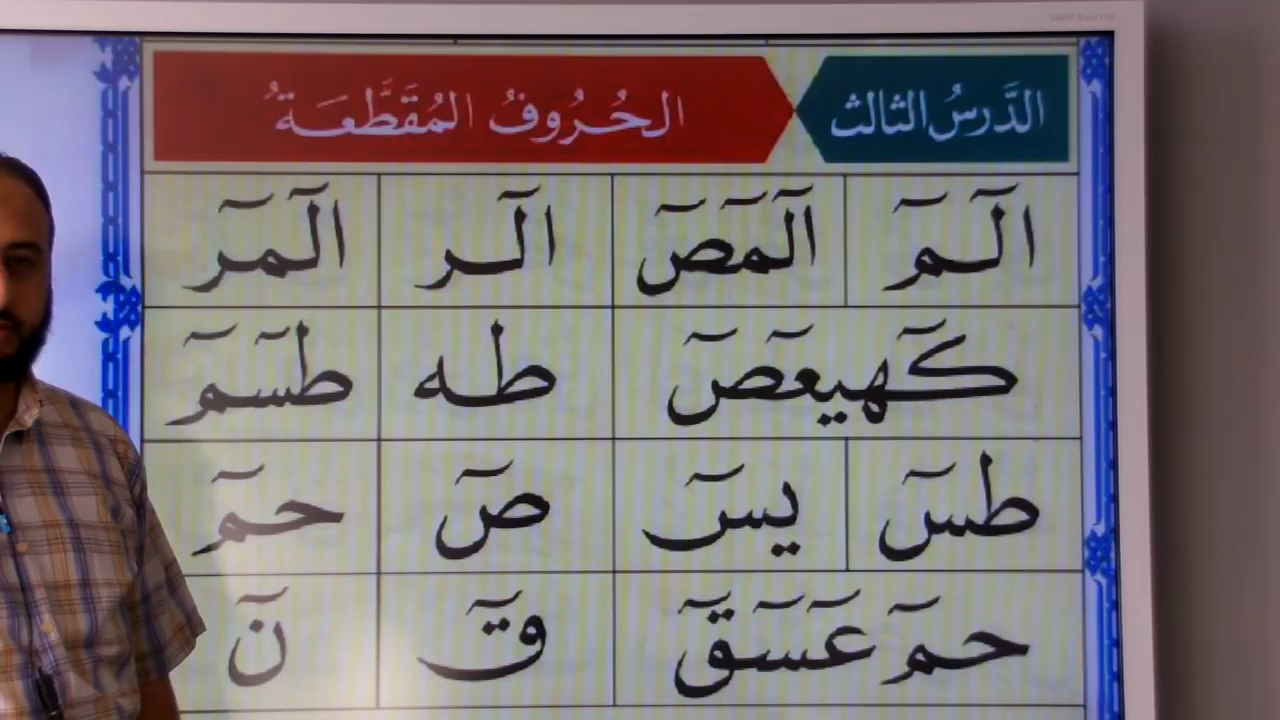 الدَّرسُ الثالث الحُرُوفُ المُقَطَّعَةُ
الٓمٓ الٓمٓصٓ الٓر الٓمٓر
كٓهيعٓصٓ طه طسٓمٓ
طسٓ يسٓ صٓ حمٓ
حمٓ عٓسٓقٓ قٓ نٓ